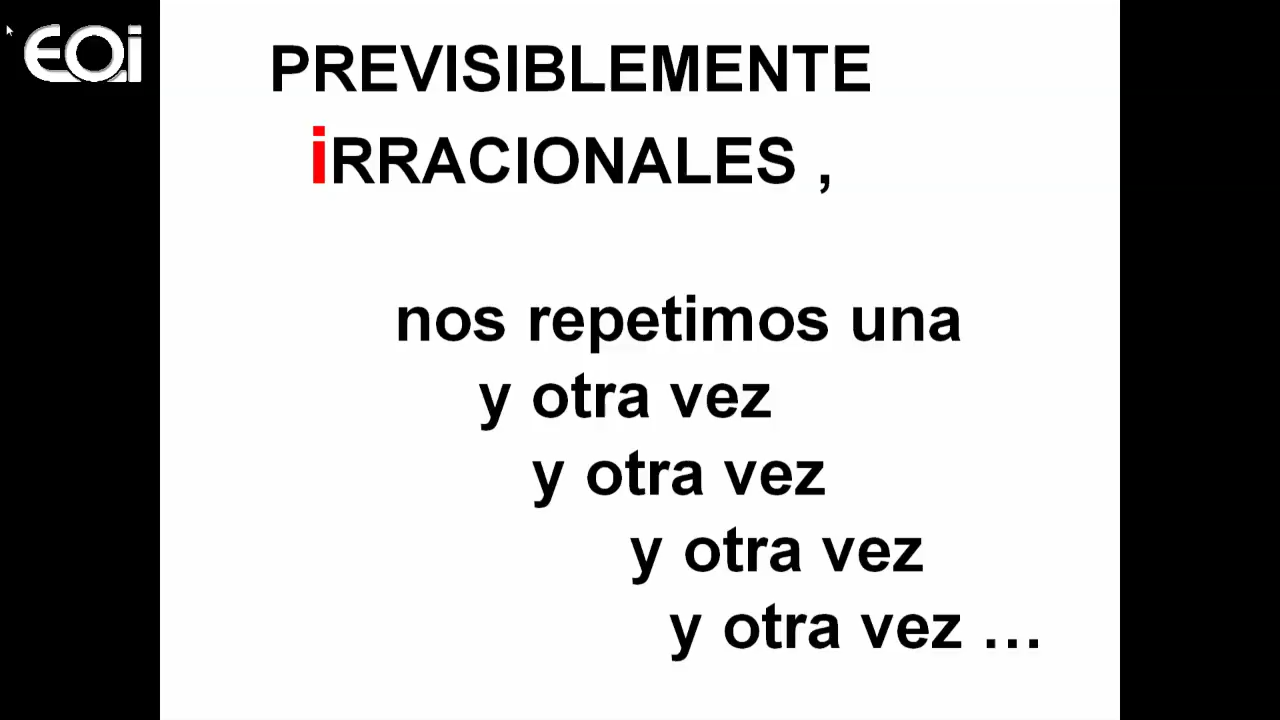 EOi
PREVISIBLEMENTE
iRRACIONALES ,
nos repetimos una
y otra vez
y otra vez
y otra vez
y otra vez ...